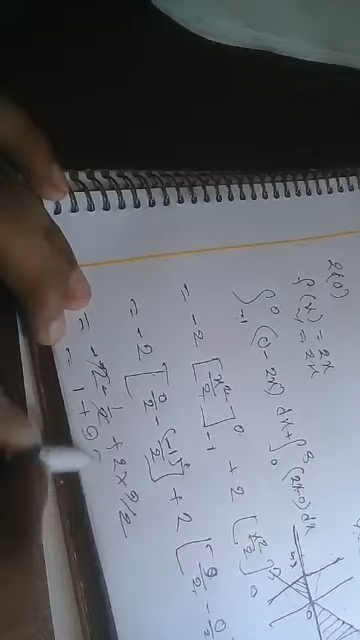 2(0)
f(x) = 2x
y = 2x
∫₋₁⁰ (0 - 2x) dx + ∫₀³ (2x-0) dx
= -2 [x²/2]₋₁⁰ + 2 [x²/2]₀³
= -2 [0/2 - (-1)²/2] + 2 [9/2 - 0/2
= -2 - 1/2 + 2 x 9/2
= 1 + 9